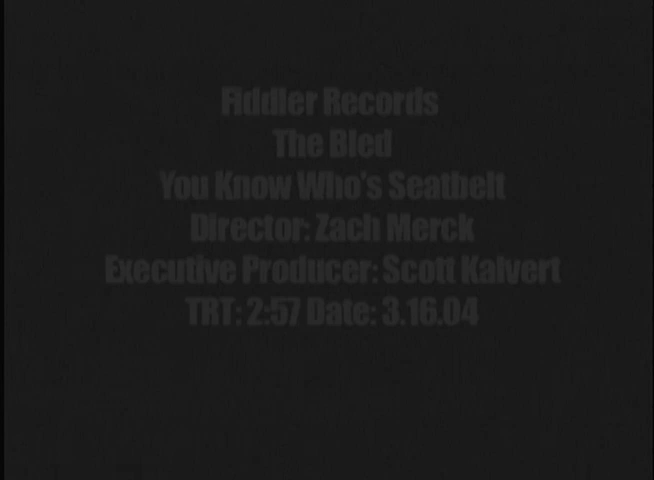 Fiddler Records
The Bled
You Know Who's Seatbelt
Director: Zach Merck
Executive Producer: Scott Kalvert
TRT: 2:57 Date: 3.16.04